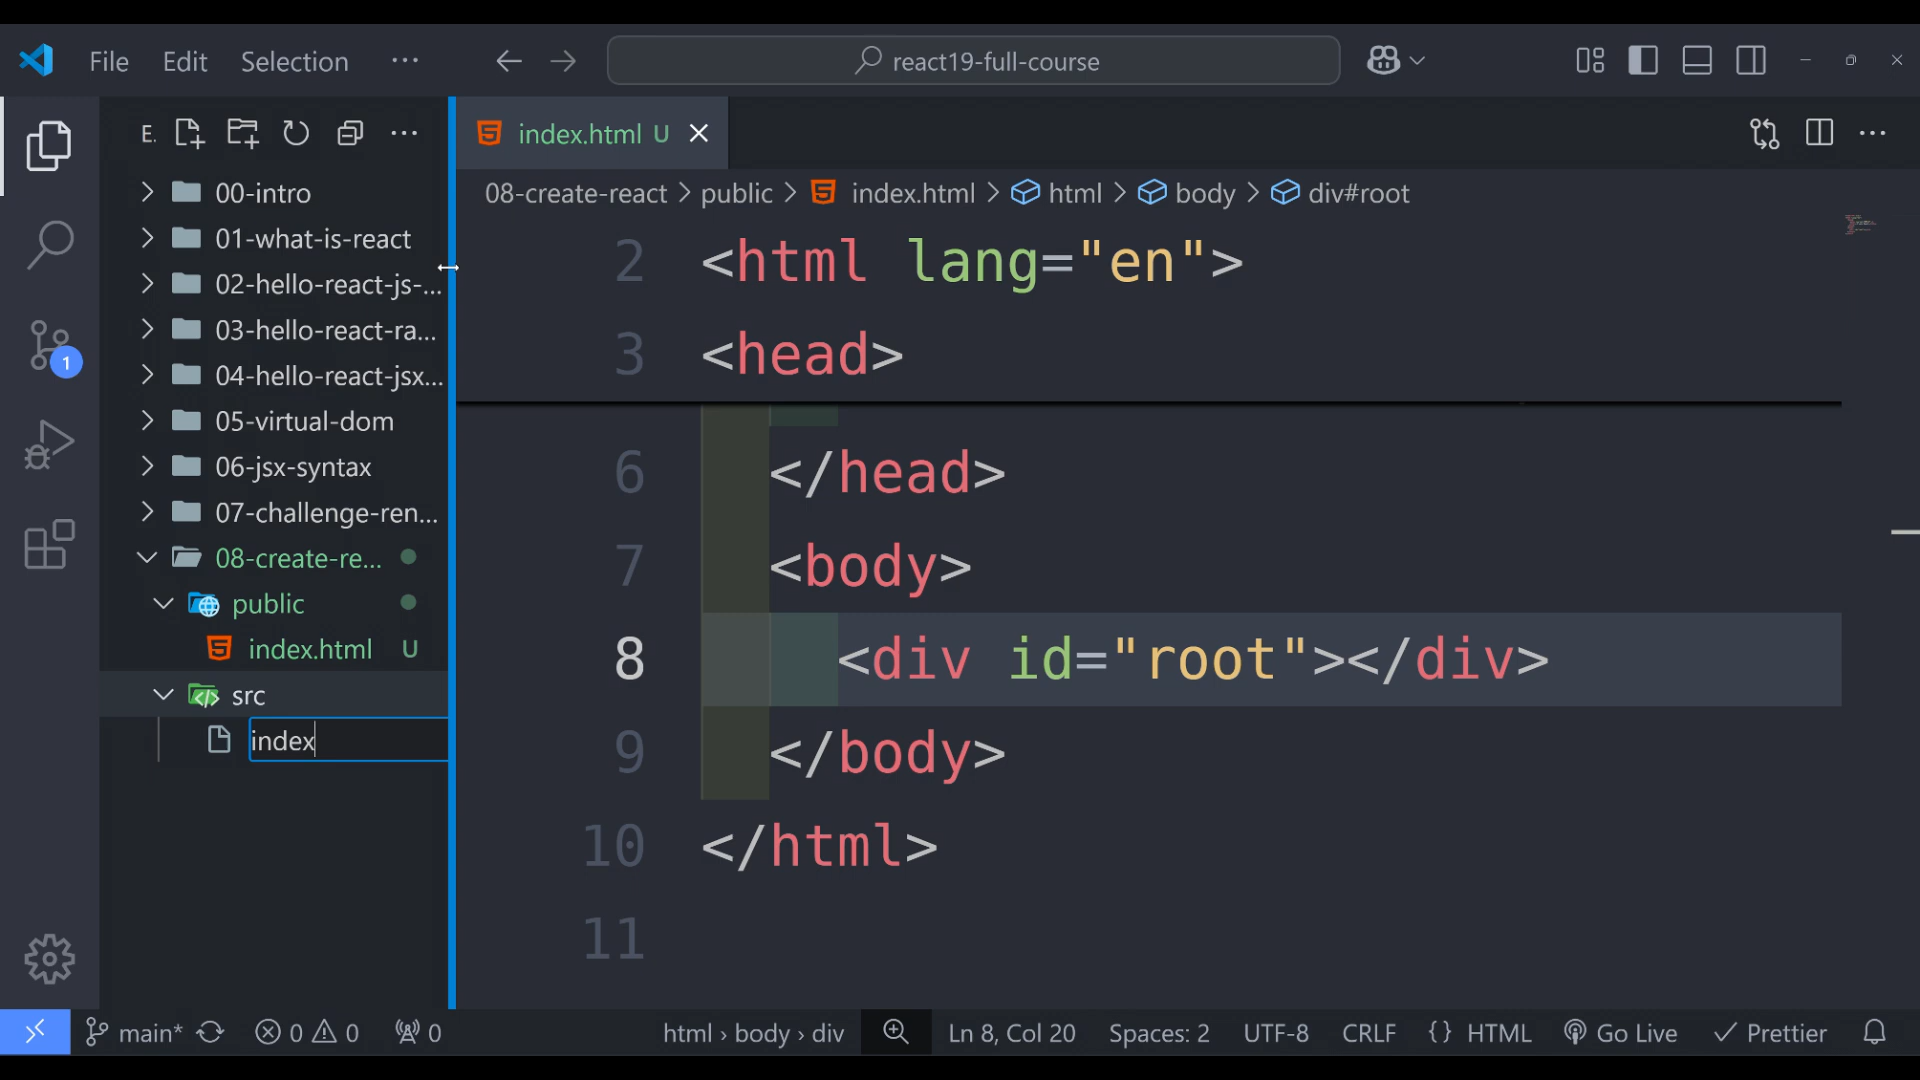 File Edit Selection ··· react19-full-course
E.
index.html U
00-intro
01-what-is-react
02-hello-react-js-...
03-hello-react-ra...
04-hello-react-jsx...
05-virtual-dom
06-jsx-syntax
07-challenge-ren...
08-create-re...
public
index.html U
src
index
1
08-create-react > public > index.html > html > body > div#root
2 <html lang="en">
3 <head>
6 </head>
7 <body>
8 <div id="root"></div>
9 </body>
10 </html>
11
main* 0 0 0 html › body › div Ln 8, Col 20 Spaces: 2 UTF-8 CRLF {} HTML Go Live Prettier